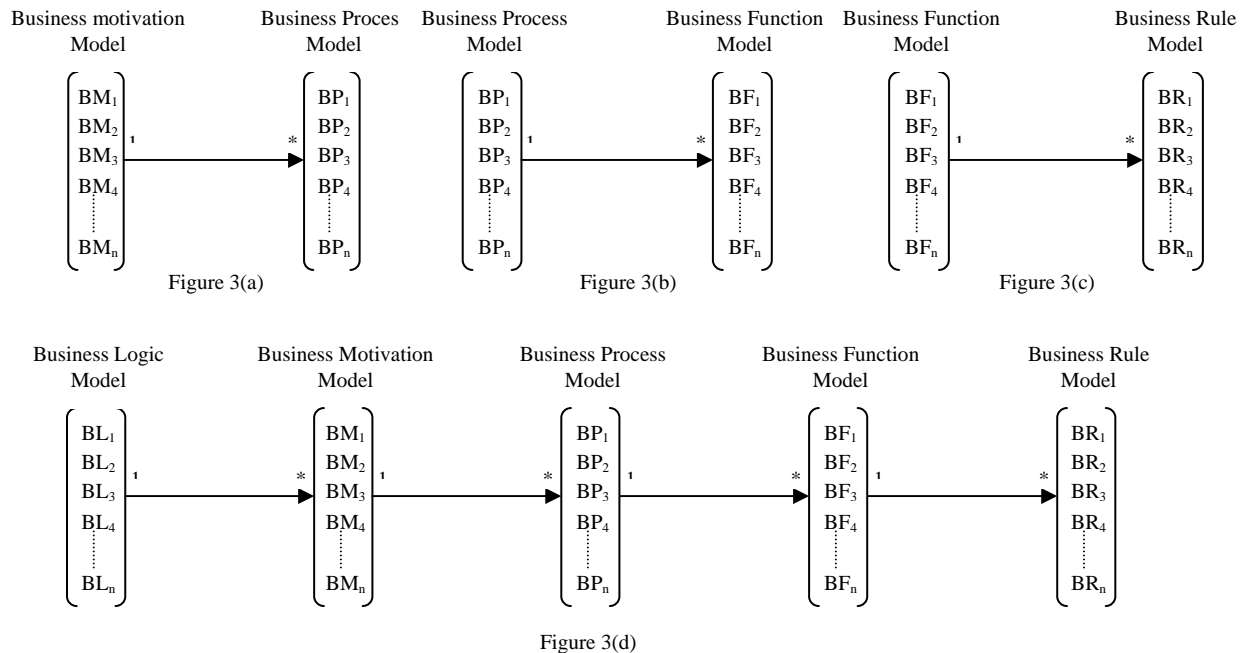 Business motivation Model
Business Proces Model
BM₁
BM₂
BM₃
BM₄
BMₙ
1
*
BP₁
BP₂
BP₃
BP₄
BPₙ
Figure 3(a)
Business Process Model
Business Function Model
BP₁
BP₂
BP₃
BP₄
BPₙ
1
*
BF₁
BF₂
BF₃
BF₄
BFₙ
Figure 3(b)
Business Function Model
Business Rule Model
BF₁
BF₂
BF₃
BF₄
BFₙ
1
*
BR₁
BR₂
BR₃
BR₄
BRₙ
Figure 3(c)
Business Logic Model
Business Motivation Model
Business Process Model
Business Function Model
Business Rule Model
BL₁
BL₂
BL₃
BL₄
BLₙ
1
*
BM₁
BM₂
BM₃
BM₄
BMₙ
1
*
BP₁
BP₂
BP₃
BP₄
BPₙ
1
*
BF₁
BF₂
BF₃
BF₄
BFₙ
1
*
BR₁
BR₂
BR₃
BR₄
BRₙ
Figure 3(d)